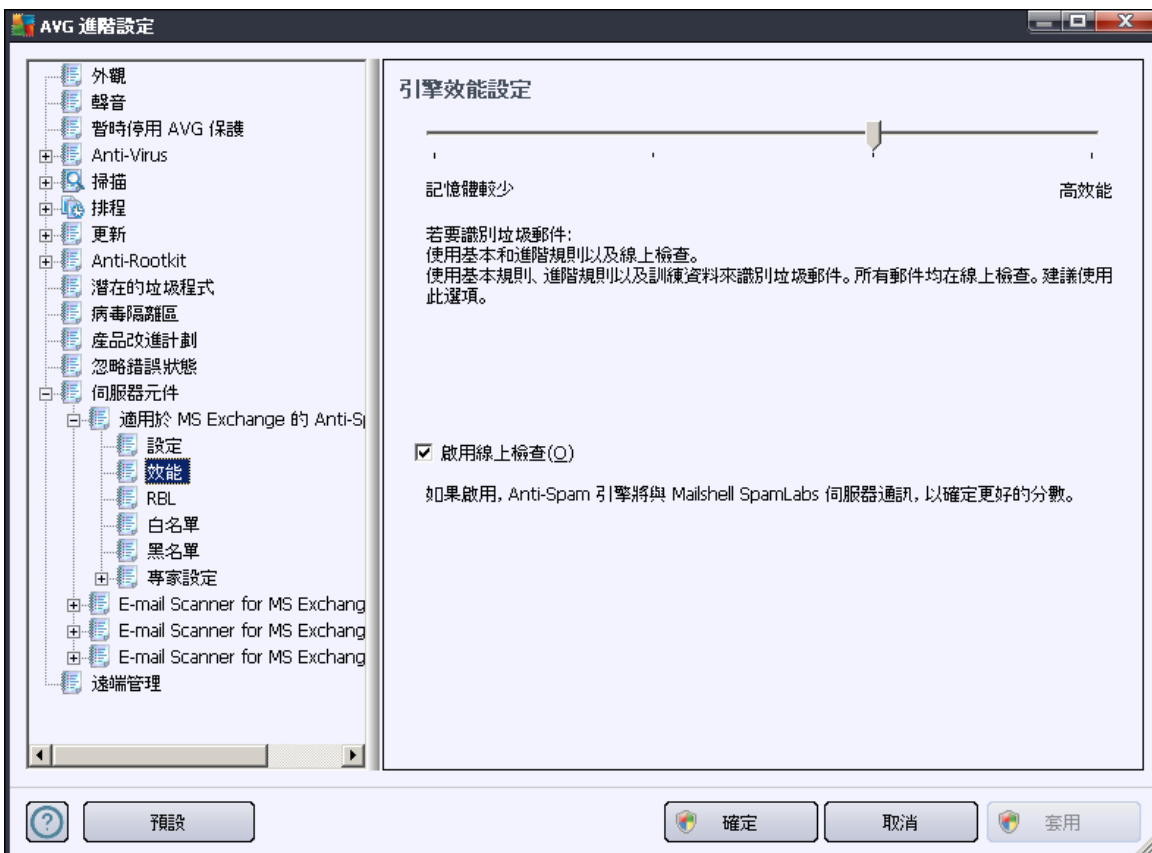 AVG 進階設定
外觀
聲音
暫時停用 AVG 保護
Anti-Virus
掃描
排程
更新
Anti-Rootkit
潛在的垃圾程式
病毒隔離區
產品改進計劃
忽略錯誤狀態
伺服器元件
適用於 MS Exchange 的 Anti-Sp
設定
效能
RBL
白名單
黑名單
專家設定
E-mail Scanner for MS Exchang
E-mail Scanner for MS Exchang
E-mail Scanner for MS Exchang
遠端管理
引擎效能設定
記憶體較少 高效能
若要識別垃圾郵件:
使用基本和進階規則以及線上檢查。
使用基本規則、進階規則以及訓練資料來識別垃圾郵件。所有郵件均在線上檢查。建議使用
此選項。
啟用線上檢查(O)
如果啟用, Anti-Spam 引擎將與 Mailshell SpamLabs 伺服器通訊, 以確定更好的分數。
預設 確定 取消 套用